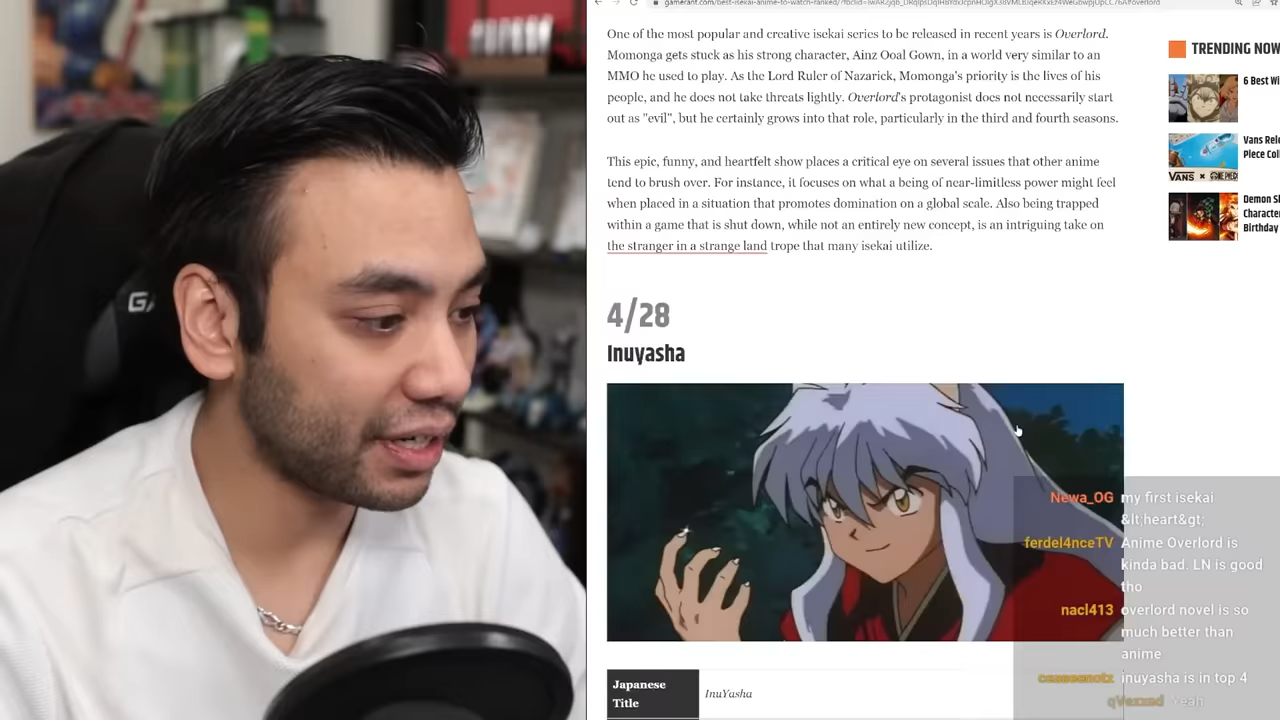 One of the most popular and creative isekai series to be released in recent years is Overlord.
Momonga gets stuck as his strong character, Ainz Ooal Gown, in a world very similar to an
MMO he used to play. As the Lord Ruler of Nazarick, Momonga's priority is the lives of his
people, and he does not take threats lightly. Overlord's protagonist does not necessarily start
out as "evil", but he certainly grows into that role, particularly in the third and fourth seasons.
This epic, funny, and heartfelt show places a critical eye on several issues that other anime
tend to brush over. For instance, it focuses on what a being of near-limitless power might feel
when placed in a situation that promotes domination on a global scale. Also being trapped
within a game that is shut down, while not an entirely new concept, is an intriguing take on
the stranger in a strange land trope that many isekai utilize.
4/28
Inuyasha
Japanese
Title
InuYasha
TRENDING NOW
6 Best Wi
Vans Rele
Piece Coll
VANS
Demon Sl
Character
Birthday
Newa_OG my first isekai
&lt;heart&gt;
ferdel4nceTV Anime Overlord is
kinda bad. LN is good
tho
nacl413 overlord novel is so
much better than
anime
inuyasha is in top 4
qVexxed yeah